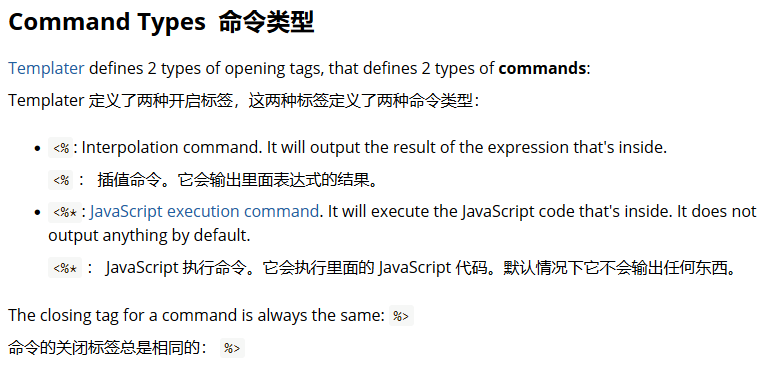 Command Types 命令类型
Templater defines 2 types of opening tags, that defines 2 types of commands:
Templater 定义了两种开启标签，这两种标签定义了两种命令类型：
• <% : Interpolation command. It will output the result of the expression that's inside.
<% ： 插值命令。它会输出里面表达式的结果。
• <%* : JavaScript execution command. It will execute the JavaScript code that's inside. It does not
output anything by default.
<%* ： JavaScript 执行命令。它会执行里面的 JavaScript 代码。默认情况下它不会输出任何东西。
The closing tag for a command is always the same: %>
命令的关闭标签总是相同的： %>